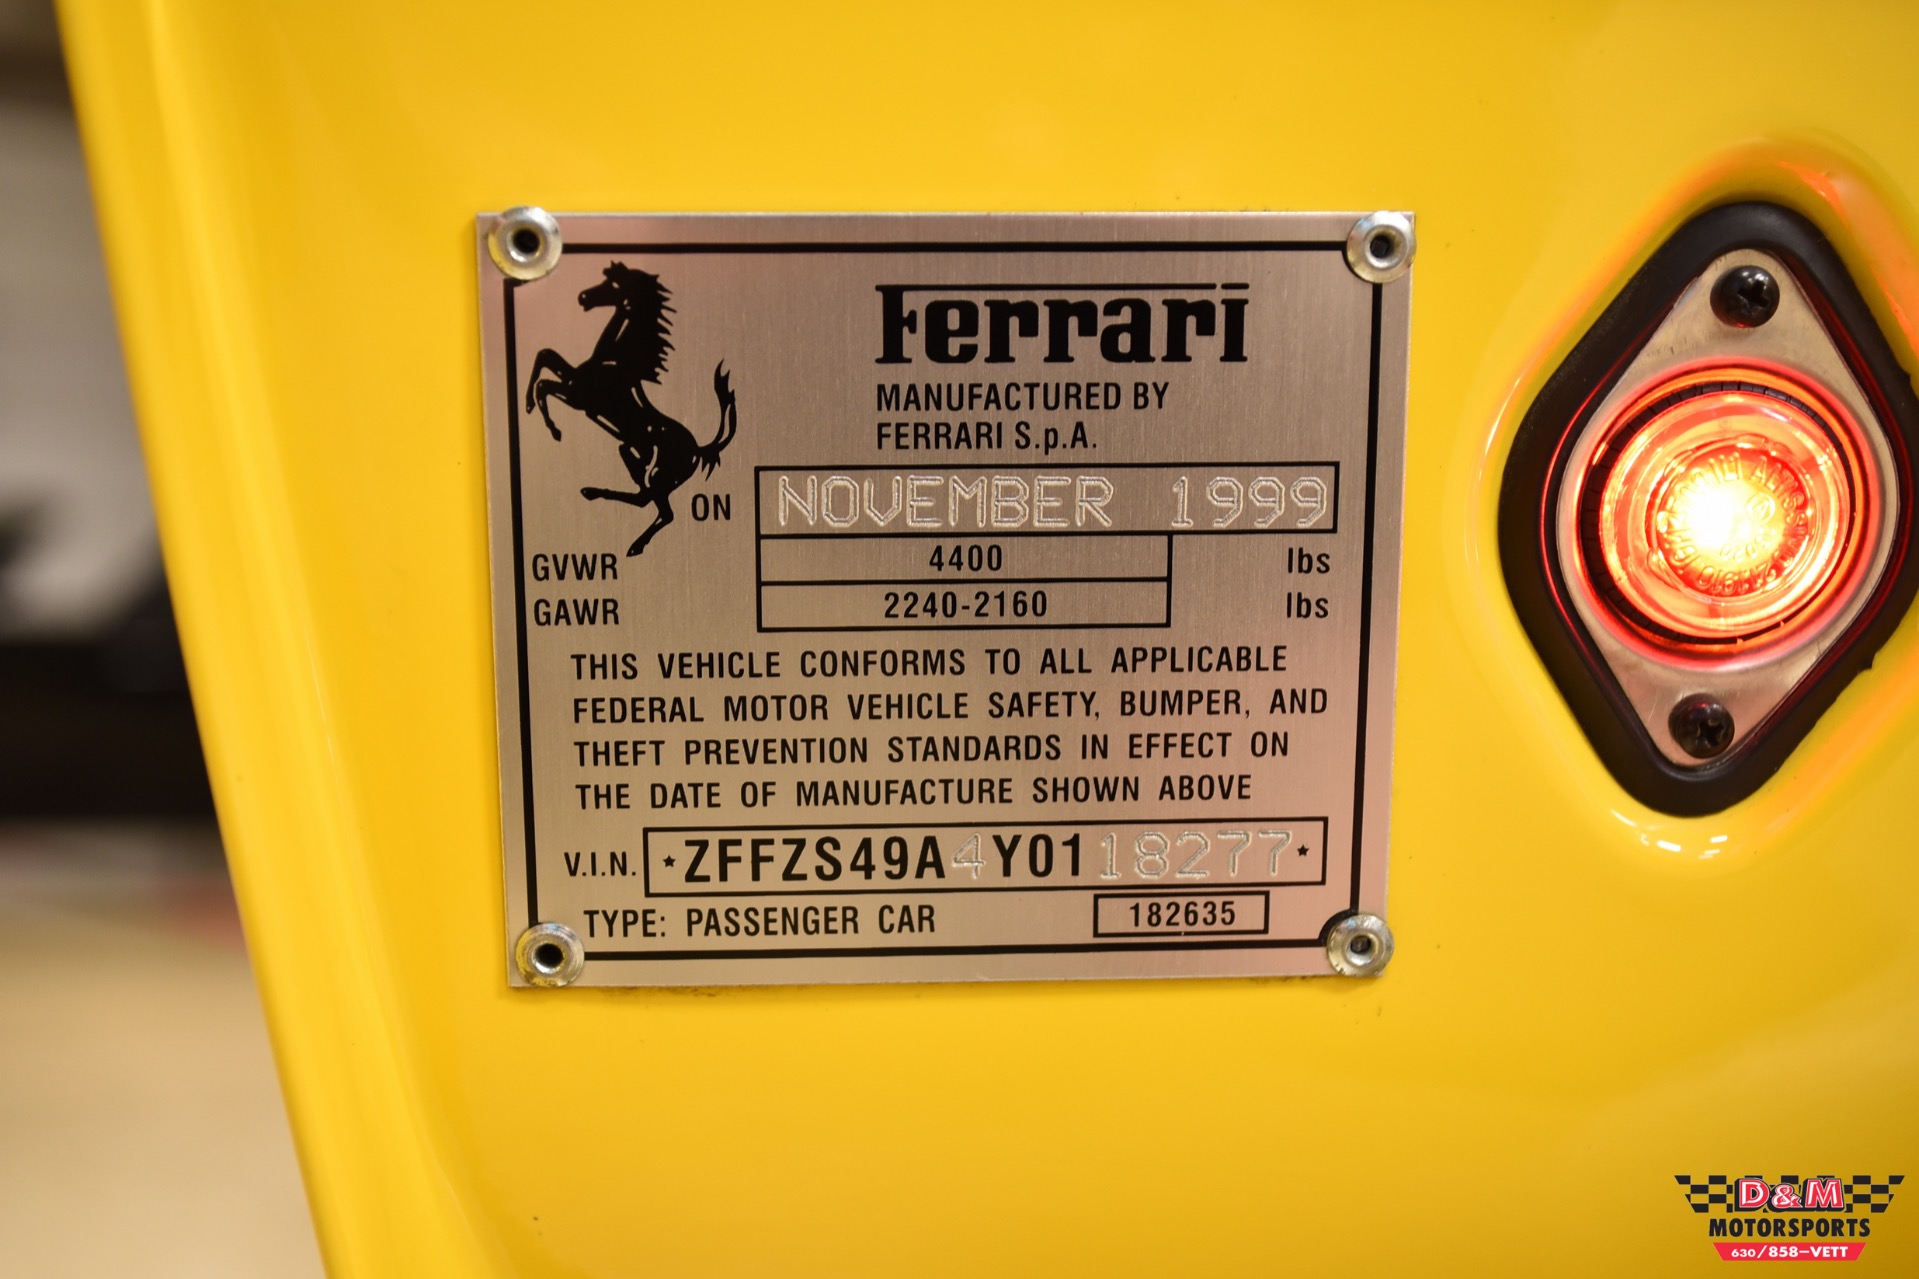 Ferrari
MANUFACTURED BY
FERRARI S.p.A.
ON NOVEMBER 1999
GVWR 4400 lbs
GAWR 2240-2160 lbs
THIS VEHICLE CONFORMS TO ALL APPLICABLE
FEDERAL MOTOR VEHICLE SAFETY, BUMPER, AND
THEFT PREVENTION STANDARDS IN EFFECT ON
THE DATE OF MANUFACTURE SHOWN ABOVE
V.I.N. *ZFFZS49A4Y0118277*
TYPE: PASSENGER CAR 182635
D&M
MOTORSPORTS
630/858-VETT